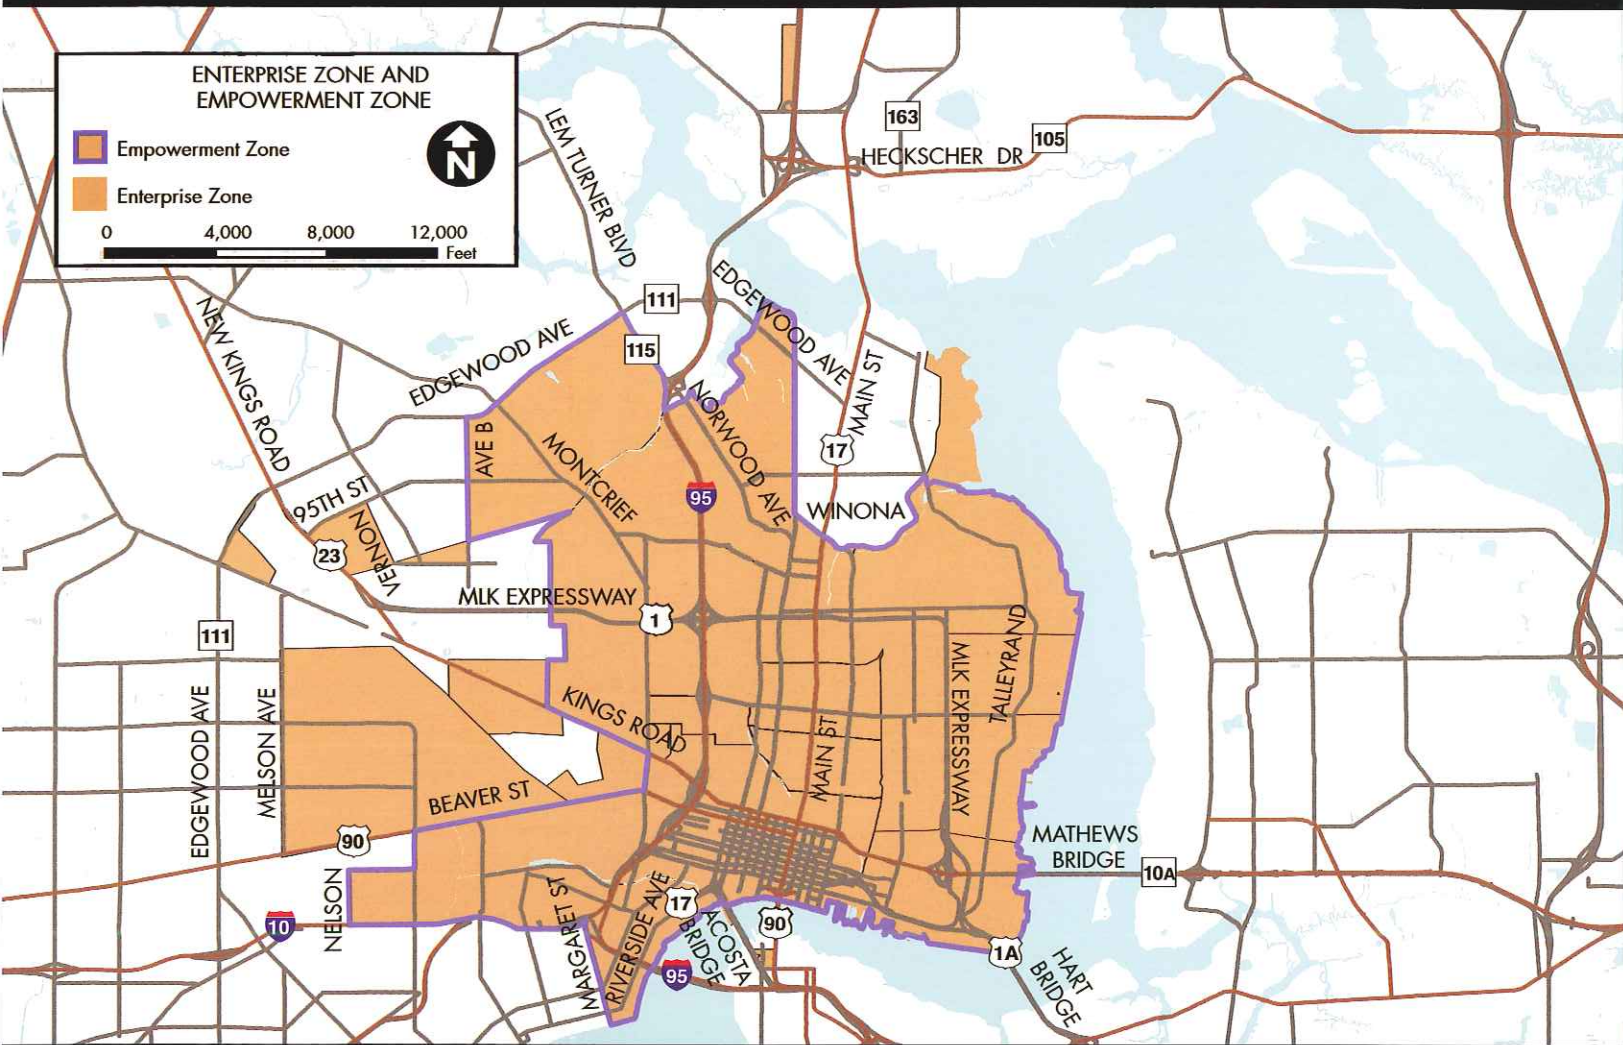 ENTERPRISE ZONE AND
EMPOWERMENT ZONE
Empowerment Zone
N
Enterprise Zone
0 4,000 8,000 12,000
Feet
163
105
HECKSCHER DR
LEM TURNER BLVD
111
EDGEWOOD AVE
NEW KINGS ROAD
EDGEWOOD AVE
115
MAIN ST
NORWOOD AVE
AVE B
MONTCRIEF
17
95
95TH ST
WINONA
VERNON
23
MLK EXPRESSWAY
1
111
TALLEYRAND
MLK EXPRESSWAY
EDGEWOOD AVE
MELSON AVE
KINGS ROAD
MAIN ST
BEAVER ST
90
MATHEWS
BRIDGE
10A
NELSON
MARGARET ST
RIVERSIDE AVE
17
ACOSTA
BRIDGE
90
10
95
1A
HART
BRIDGE